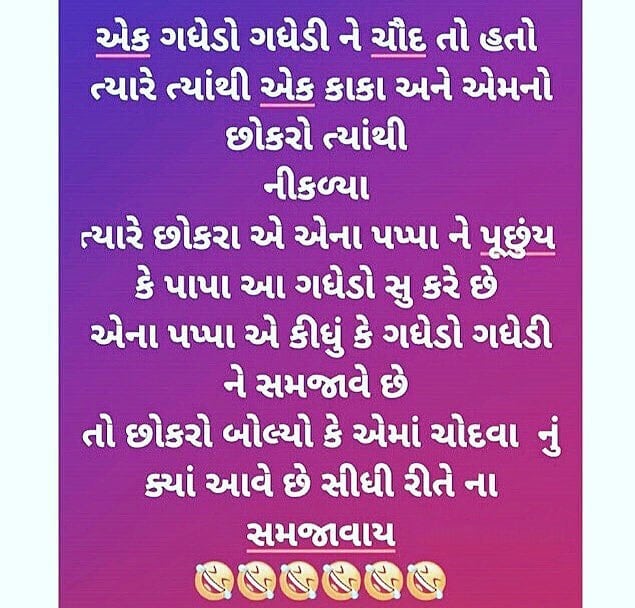 એક ગધેડો ગધેડી ને ચૌદ તો હતો
ત્યારે ત્યાંથી એક કાકા અને એમનો
છોકરો ત્યાંથી
નીકળ્યા
ત્યારે છોકરા એ એના પપ્પા ને પૂછુંય
કે પાપા આ ગધેડો સુ કરે છે
એના પપ્પા એ કીધું કે ગધેડો ગધેડી
ને સમજાવે છે
તો છોકરો બોલ્યો કે એમાં ચોદવા નું
ક્યાં આવે છે સીધી રીતે ના
સમજાવાય
🤣🤣🤣🤣🤣🤣